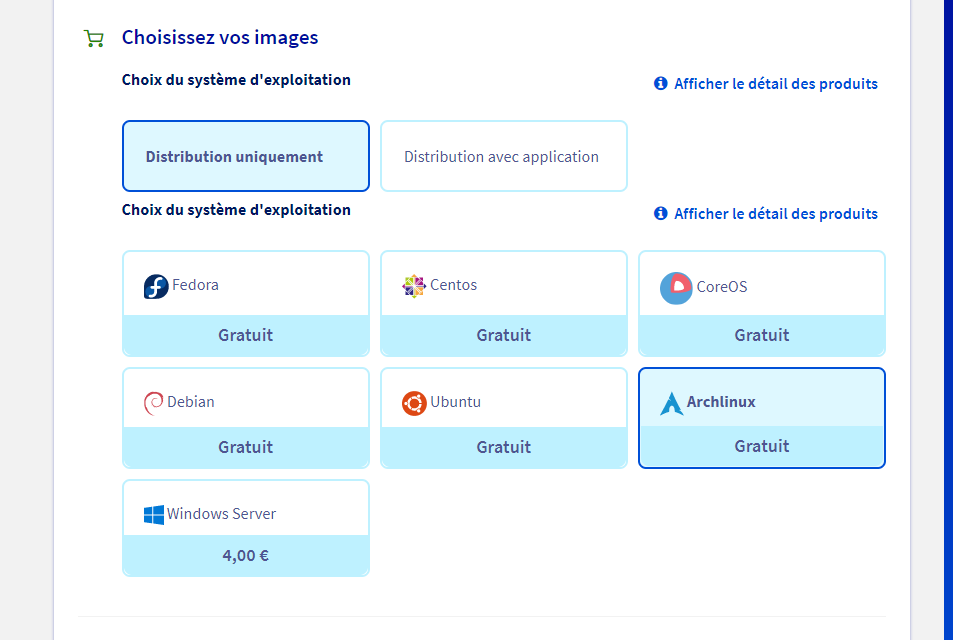 Choisissez vos images
Choix du système d'exploitation
Afficher le détail des produits
Distribution uniquement
Distribution avec application
Choix du système d'exploitation
Afficher le détail des produits
Fedora
Centos
CoreOS
Gratuit
Gratuit
Gratuit
Debian
Ubuntu
Archlinux
Gratuit
Gratuit
Gratuit
Windows Server
4,00 €